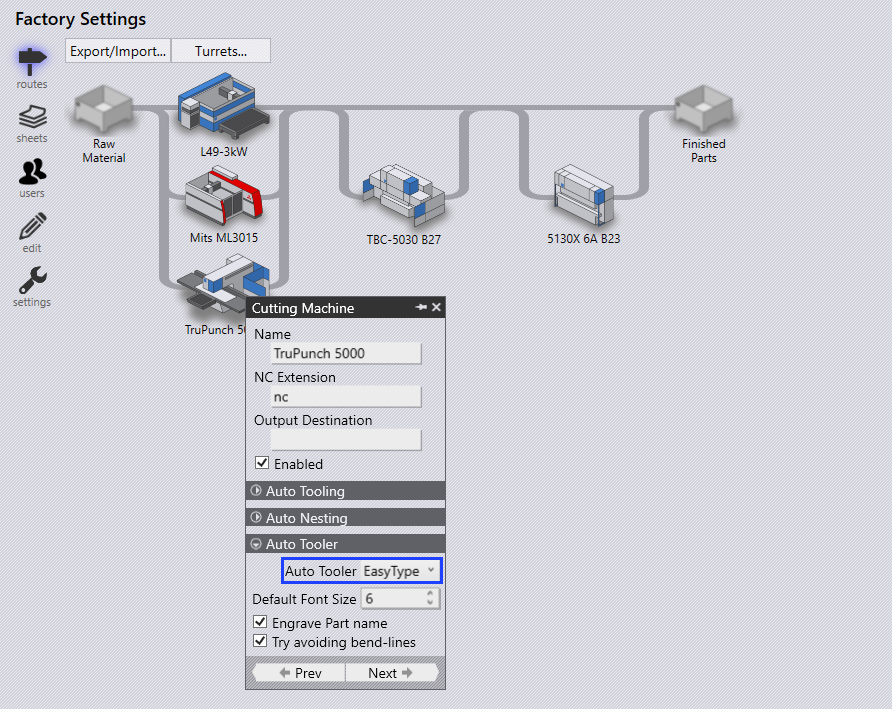 Factory Settings
Export/Import...
Turrets...
routes
sheets
users
edit
settings
Raw
Material
L49-3kW
Mits ML3015
TruPunch 50
TBC-5030 B27
5130X 6A B23
Finished
Parts
Cutting Machine
Name
TruPunch 5000
NC Extension
nc
Output Destination
Enabled
Auto Tooling
Auto Nesting
Auto Tooler
Auto Tooler EasyType
Default Font Size 6
Engrave Part name
Try avoiding bend-lines
Prev
Next